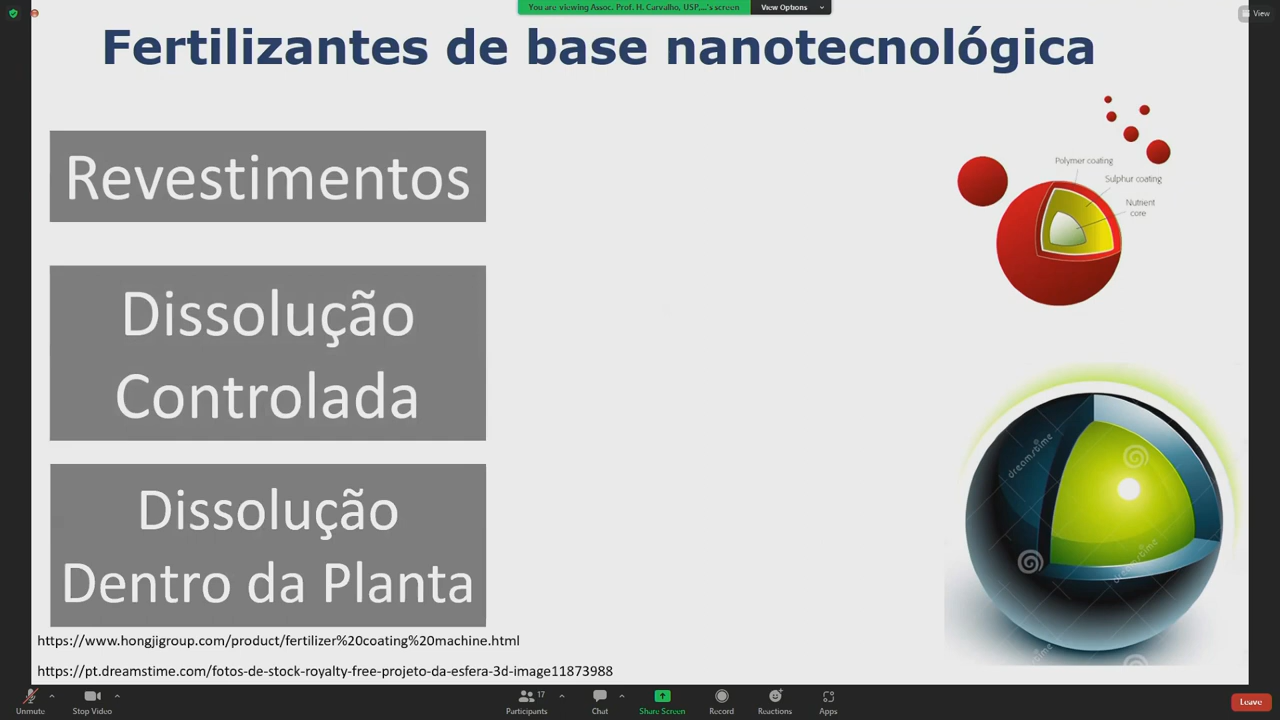 You are viewing Assoc. Prof. H. Carvalho, USP,...'s screen
View Options
View
Fertilizantes de base nanotecnológica
Revestimentos
Polymer coating
Sulphur coating
Nutrient
core
Dissolução
Controlada
Dissolução
Dentro da Planta
dreamstime
dreamstime
https://www.hongjigroup.com/product/fertilizer%20coating%20machine.html
https://pt.dreamstime.com/fotos-de-stock-royalty-free-projeto-da-esfera-3d-image11873988
Unmute
Stop Video
17
Participants
Chat
Share Screen
Record
Reactions
Apps
Leave